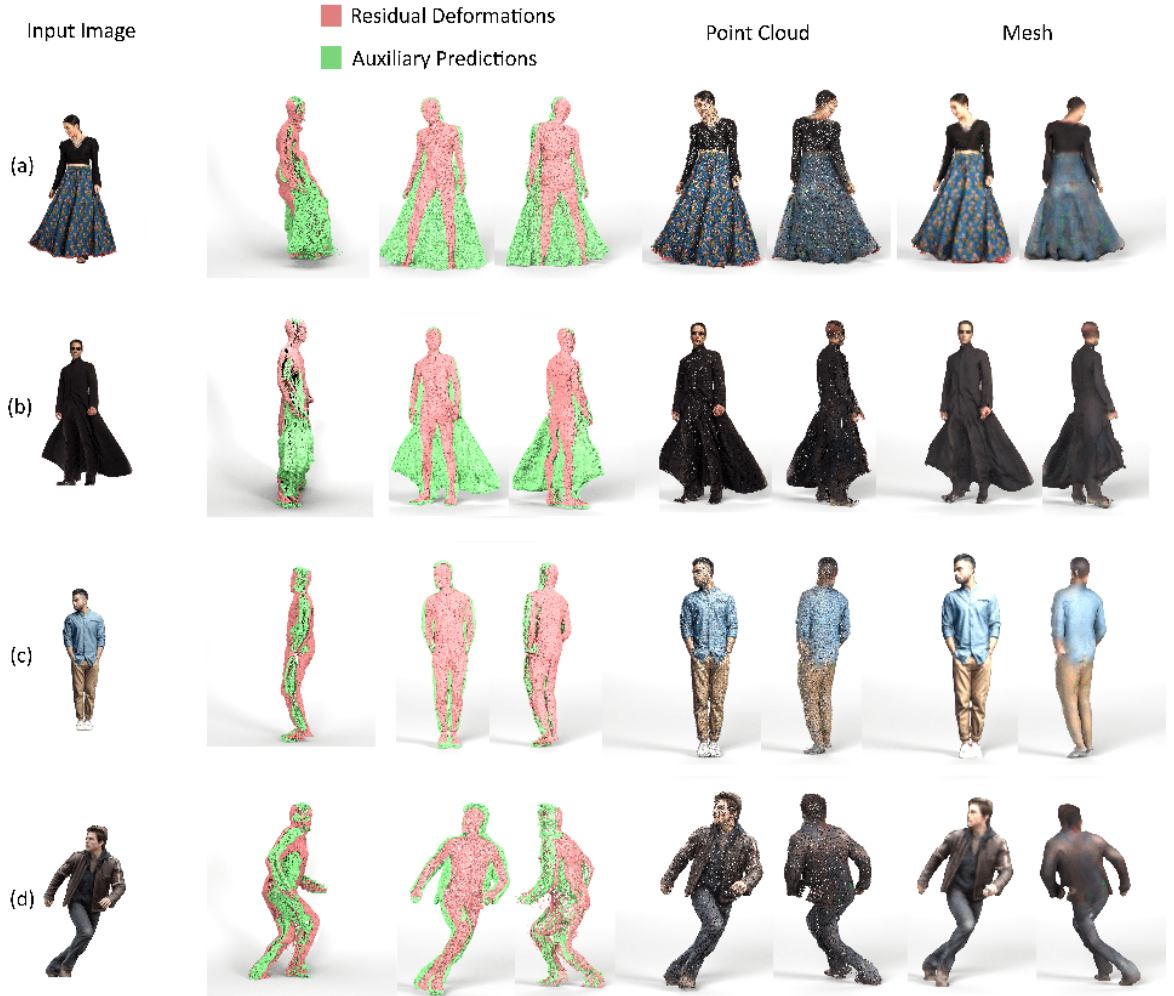 Input Image
Residual Deformations
Auxiliary Predictions
Point Cloud
Mesh
(a)
(b)
(c)
(d)